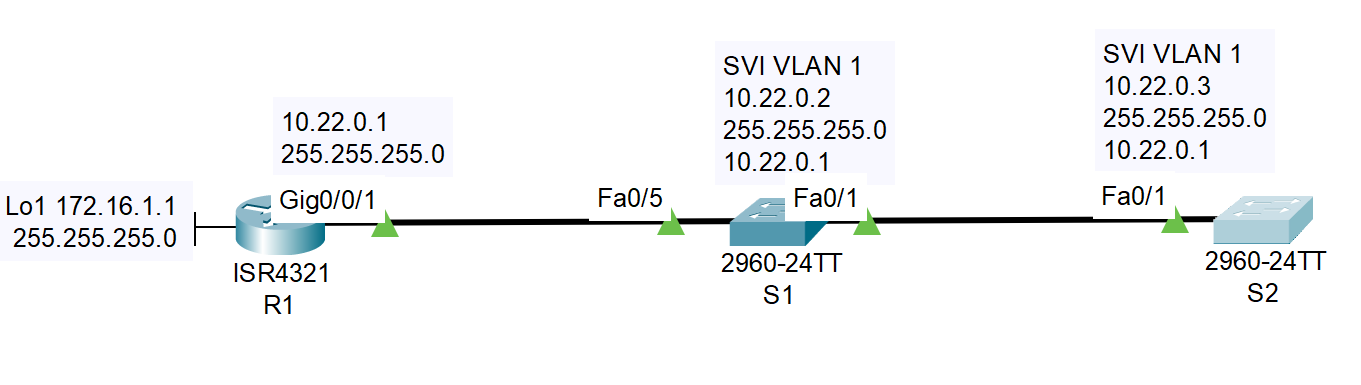 Lo1 172.16.1.1
255.255.255.0
10.22.0.1
255.255.255.0
Gig0/0/1
ISR4321
R1
Fa0/5
SVI VLAN 1
10.22.0.2
255.255.255.0
10.22.0.1
Fa0/1
2960-24TT
S1
SVI VLAN 1
10.22.0.3
255.255.255.0
10.22.0.1
Fa0/1
2960-24TT
S2